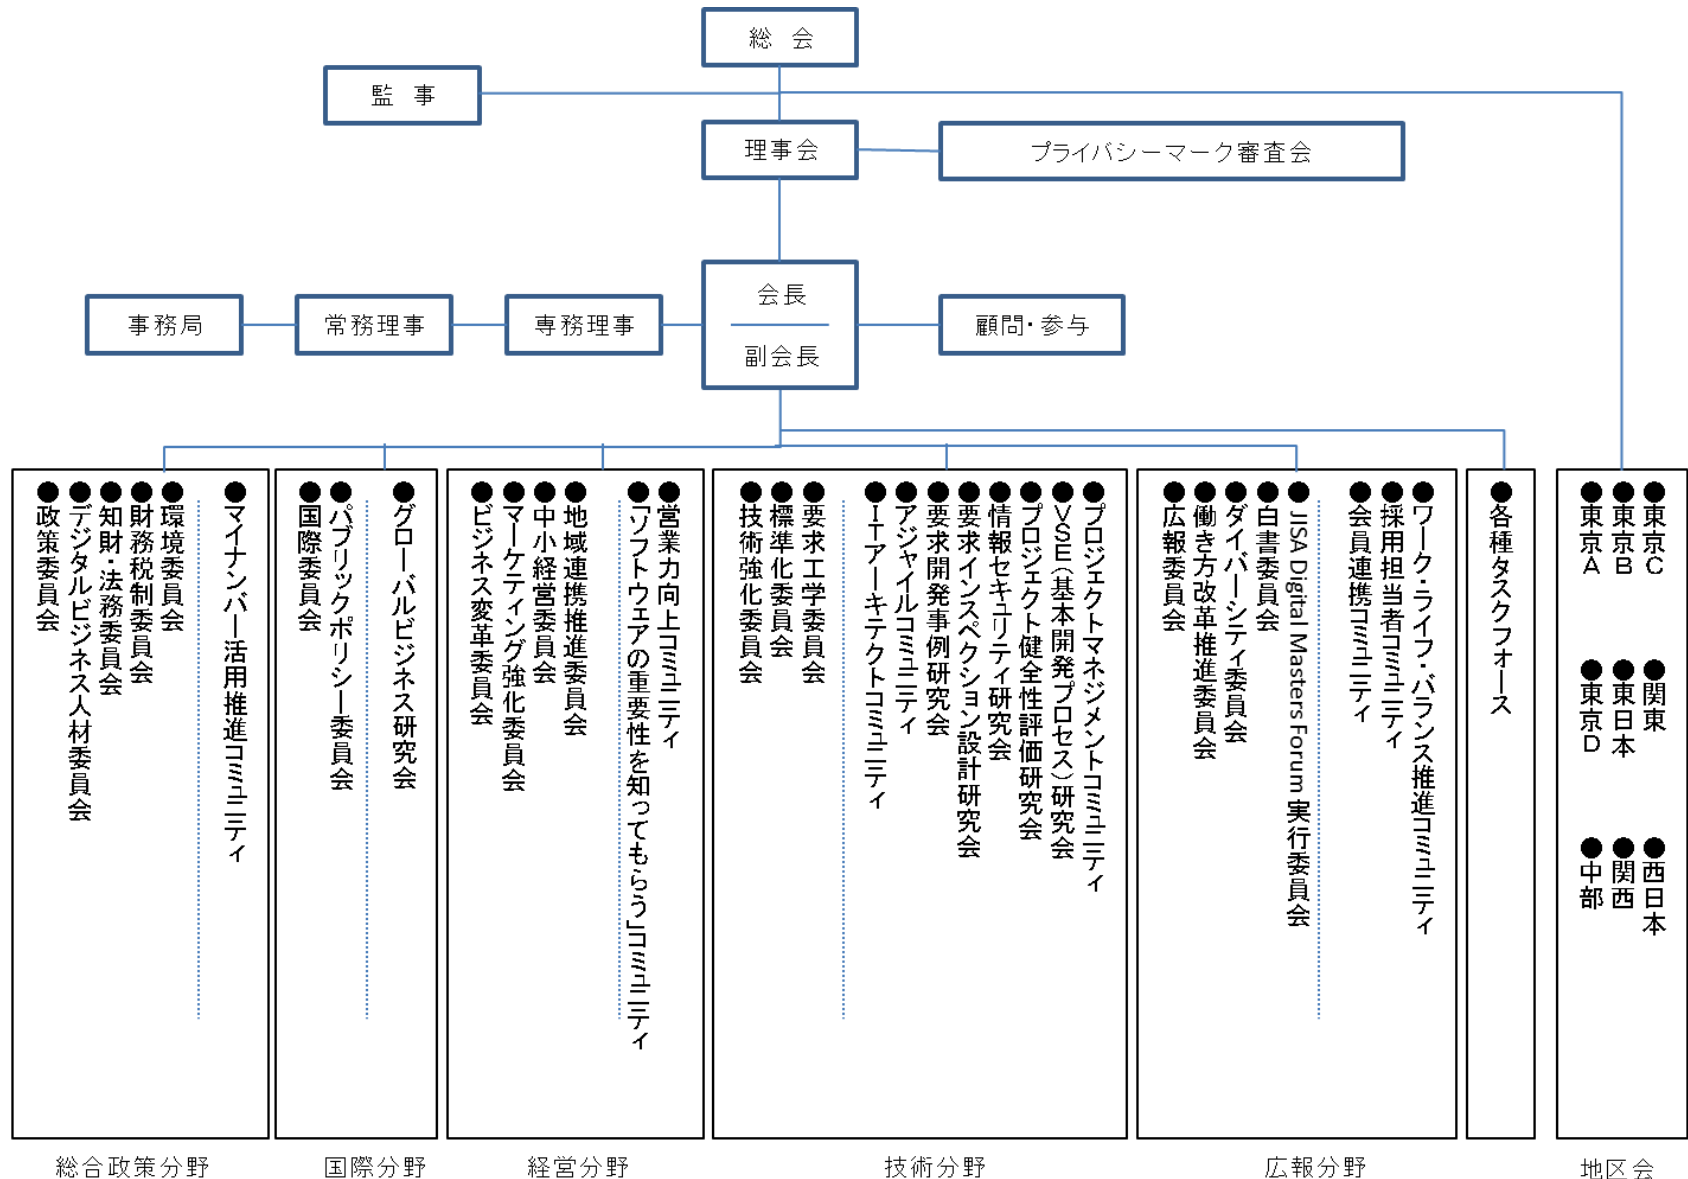 総 会
監 事
理事会
プライバシーマーク審査会
会長
副会長
事務局
常務理事
専務理事
顧問・参与
●政策委員会
●デジタルビジネス人材委員会
●知財・法務委員会
●財務税制委員会
●環境委員会
●マイナンバー活用推進コミュニティ
総合政策分野
●国際委員会
●パブリックポリシー委員会
●グローバルビジネス研究会
国際分野
●ビジネス変革委員会
●マーケティング強化委員会
●中小経営委員会
●地域連携推進委員会
●「ソフトウェアの重要性を知ってもらう」コミュニティ
●営業力向上コミュニティ
経営分野
●技術強化委員会
●標準化委員会
●要求工学委員会
●ITアーキテクトコミュニティ
●アジャイルコミュニティ
●要求開発事例研究会
●要求インスペクション設計研究会
●情報セキュリティ研究会
●プロジェクト健全性評価研究会
●VSE(基本開発プロセス)研究会
●プロジェクトマネジメントコミュニティ
技術分野
●広報委員会
●働き方改革推進委員会
●ダイバーシティ委員会
●白書委員会
●JISA Digital Masters Forum 実行委員会
●会員連携コミュニティ
●採用担当者コミュニティ
●ワーク・ライフ・バランス推進コミュニティ
広報分野
●各種タスクフォース
●東京A
●東京B
●東京C
●東京D
●東日本
●関東
●中部
●関西
●西日本
地区会